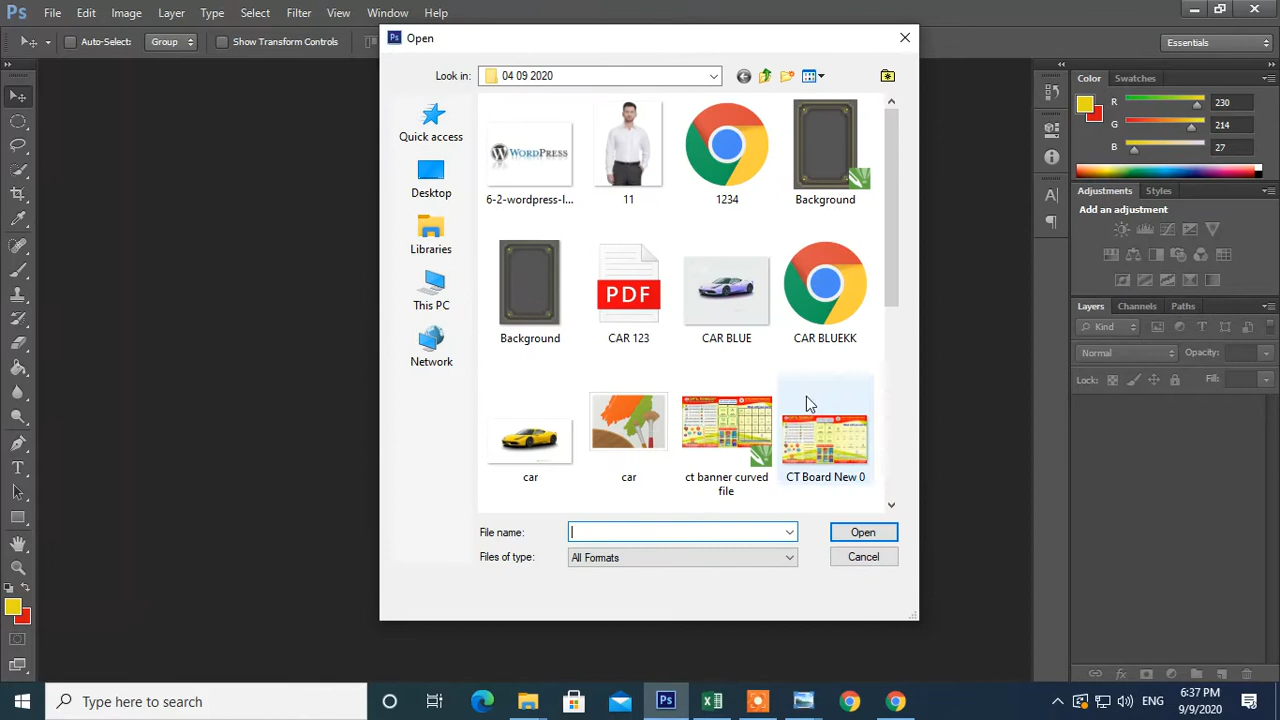 Ps File Edit Image Layer Type Select Filter View Window Help
Auto-Select: Group Show Transform Controls Essentials
Ps Open
Look in: 04 09 2020
Quick access
Desktop
Libraries
This PC
Network
WORDPRESS
6-2-wordpress-l...
11
1234
Background
Background
PDF
CAR 123
CAR BLUE
CAR BLUEKK
car
car
ct banner curved
file
CT Board New 0
File name: Open
Files of type: All Formats Cancel
Color Swatches
R 230
G 214
B 27
Adjustments Styles
Add an adjustment
Layers Channels Paths
Kind
Normal Opacity:
Lock: Fill:
Type here to search
Ps
ENG
6:37 PM
9/9/2020